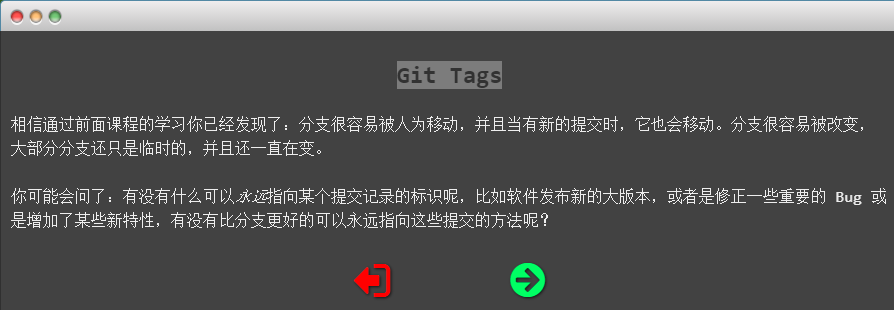 Git Tags
相信通过前面课程的学习你已经发现了：分支很容易被人为移动，并且当有新的提交时，它也会移动。分支很容易被改变，
大部分分支还只是临时的，并且还一直在变。
你可能会问了：有没有什么可以永远指向某个提交记录的标识呢，比如软件发布新的大版本，或者是修正一些重要的 Bug 或
是增加了某些新特性，有没有比分支更好的可以永远指向这些提交的方法呢？